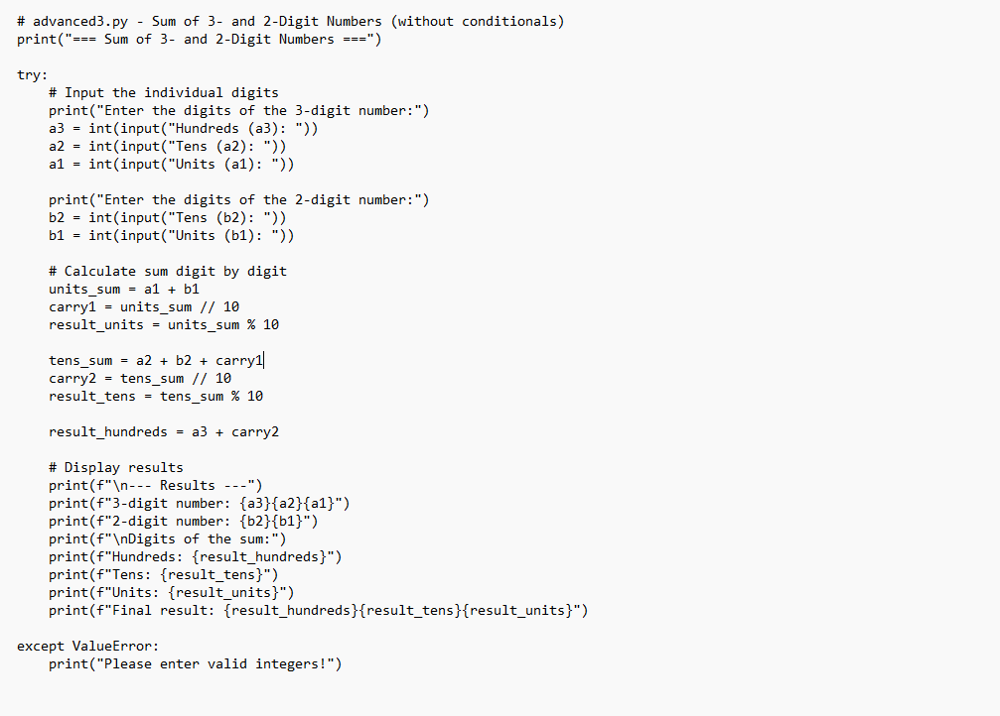 # advanced3.py - Sum of 3- and 2-Digit Numbers (without conditionals)
print("=== Sum of 3- and 2-Digit Numbers ===")

try:
    # Input the individual digits
    print("Enter the digits of the 3-digit number:")
    a3 = int(input("Hundreds (a3): "))
    a2 = int(input("Tens (a2): "))
    a1 = int(input("Units (a1): "))

    print("Enter the digits of the 2-digit number:")
    b2 = int(input("Tens (b2): "))
    b1 = int(input("Units (b1): "))

    # Calculate sum digit by digit
    units_sum = a1 + b1
    carry1 = units_sum // 10
    result_units = units_sum % 10

    tens_sum = a2 + b2 + carry1
    carry2 = tens_sum // 10
    result_tens = tens_sum % 10

    result_hundreds = a3 + carry2

    # Display results
    print(f"\n--- Results ---")
    print(f"3-digit number: {a3}{a2}{a1}")
    print(f"2-digit number: {b2}{b1}")
    print(f"\nDigits of the sum:")
    print(f"Hundreds: {result_hundreds}")
    print(f"Tens: {result_tens}")
    print(f"Units: {result_units}")
    print(f"Final result: {result_hundreds}{result_tens}{result_units}")

except ValueError:
    print("Please enter valid integers!")